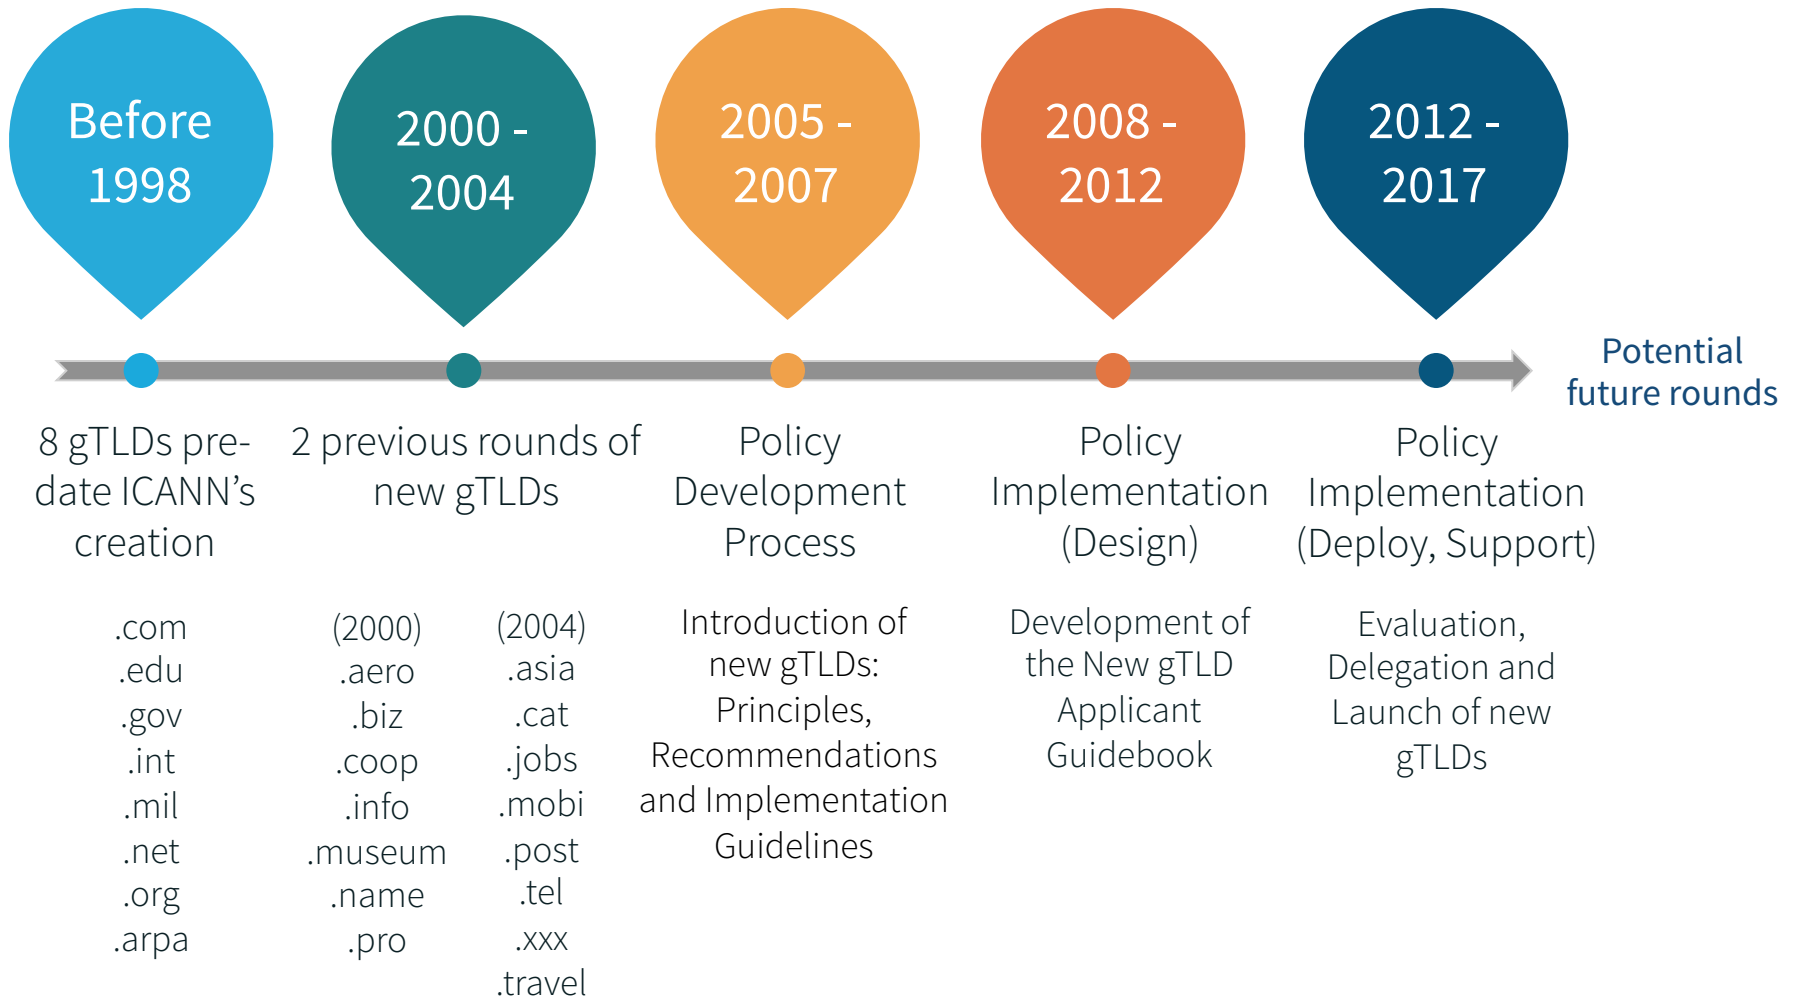 Before
1998
2000 -
2004
2005 -
2007
2008 -
2012
2012 -
2017
Potential
future rounds
8 gTLDs pre-
date ICANN’s
creation
.com
.edu
.gov
.int
.mil
.net
.org
.arpa
2 previous rounds of
new gTLDs
(2000)
.aero
.biz
.coop
.info
.museum
.name
.pro
(2004)
.asia
.cat
.jobs
.mobi
.post
.tel
.xxx
.travel
Policy
Development
Process
Introduction of
new gTLDs:
Principles,
Recommendations
and Implementation
Guidelines
Policy
Implementation
(Design)
Development of
the New gTLD
Applicant
Guidebook
Policy
Implementation
(Deploy, Support)
Evaluation,
Delegation and
Launch of new
gTLDs